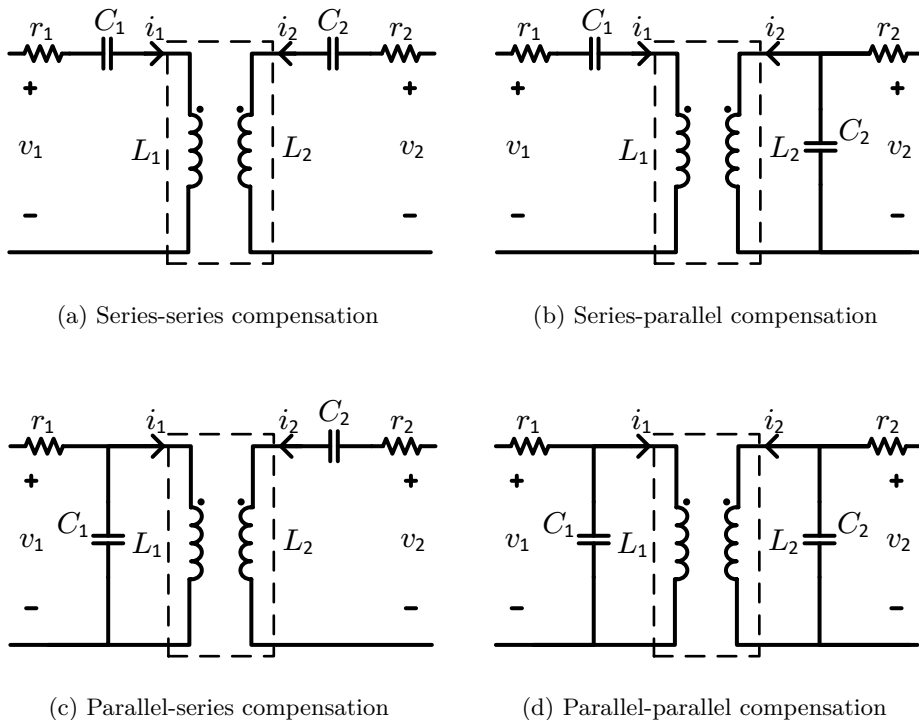 r₁ C₁ i₁ i₂ C₂ r₂
+ +
v₁ L₁ L₂ v₂
− −
(a) Series-series compensation
r₁ C₁ i₁ i₂ r₂
+ +
v₁ L₁ L₂ C₂ v₂
− −
(b) Series-parallel compensation
r₁ i₁ i₂ C₂ r₂
+ +
v₁ C₁ L₁ L₂ v₂
− −
(c) Parallel-series compensation
r₁ i₁ i₂ r₂
+ +
v₁ C₁ L₁ L₂ C₂ v₂
− −
(d) Parallel-parallel compensation